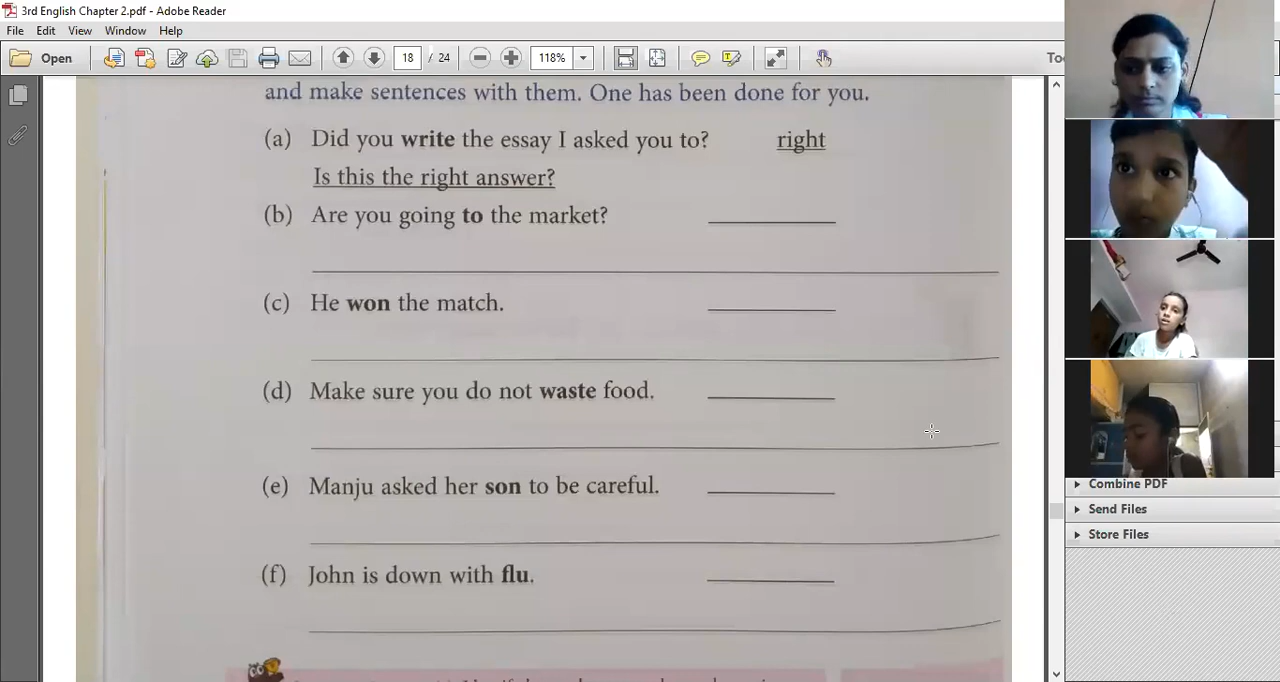 3rd English Chapter 2.pdf - Adobe Reader
File Edit View Window Help
Open 18 / 24 118%
and make sentences with them. One has been done for you.
(a) Did you write the essay I asked you to? right
Is this the right answer?
(b) Are you going to the market?
(c) He won the match.
(d) Make sure you do not waste food.
(e) Manju asked her son to be careful.
(f) John is down with flu.
Combine PDF
Send Files
Store Files